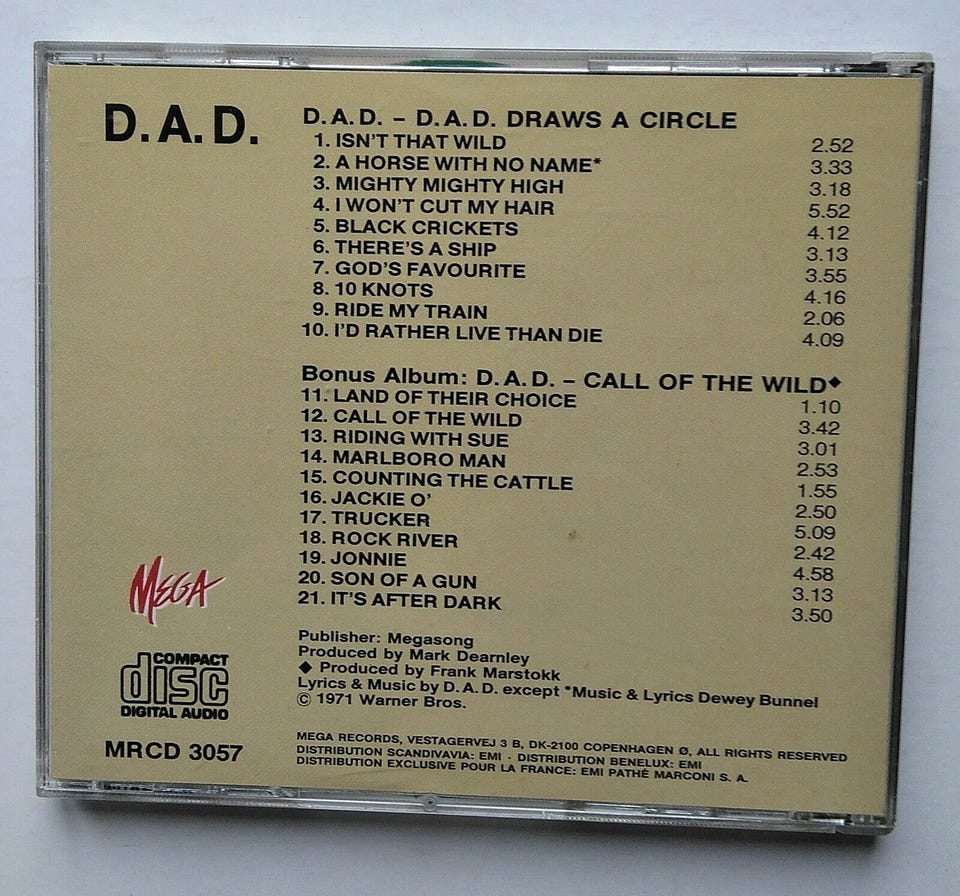 D.A.D.
D.A.D. – D.A.D. DRAWS A CIRCLE
1. ISN'T THAT WILD 2.52
2. A HORSE WITH NO NAME* 3.33
3. MIGHTY MIGHTY HIGH 3.18
4. I WON'T CUT MY HAIR 5.52
5. BLACK CRICKETS 4.12
6. THERE'S A SHIP 3.13
7. GOD'S FAVOURITE 3.55
8. 10 KNOTS 4.16
9. RIDE MY TRAIN 2.06
10. I'D RATHER LIVE THAN DIE 4.09
Bonus Album: D.A.D. – CALL OF THE WILD◆
11. LAND OF THEIR CHOICE 1.10
12. CALL OF THE WILD 3.42
13. RIDING WITH SUE 3.01
14. MARLBORO MAN 2.53
15. COUNTING THE CATTLE 1.55
16. JACKIE O' 2.50
17. TRUCKER 5.09
18. ROCK RIVER 2.42
19. JONNIE 4.58
20. SON OF A GUN 3.13
21. IT'S AFTER DARK 3.50
MEGA
Publisher: Megasong
Produced by Mark Dearnley
◆ Produced by Frank Marstokk
Lyrics & Music by D.A.D. except *Music & Lyrics Dewey Bunnel
© 1971 Warner Bros.
COMPACT
disc
DIGITAL AUDIO
MRCD 3057
MEGA RECORDS, VESTAGERVEJ 3 B, DK-2100 COPENHAGEN Ø, ALL RIGHTS RESERVED
DISTRIBUTION SCANDIVAVIA: EMI - DISTRIBUTION BENELUX: EMI
DISTRIBUTION EXCLUSIVE POUR LA FRANCE: EMI PATHÉ MARCONI S. A.